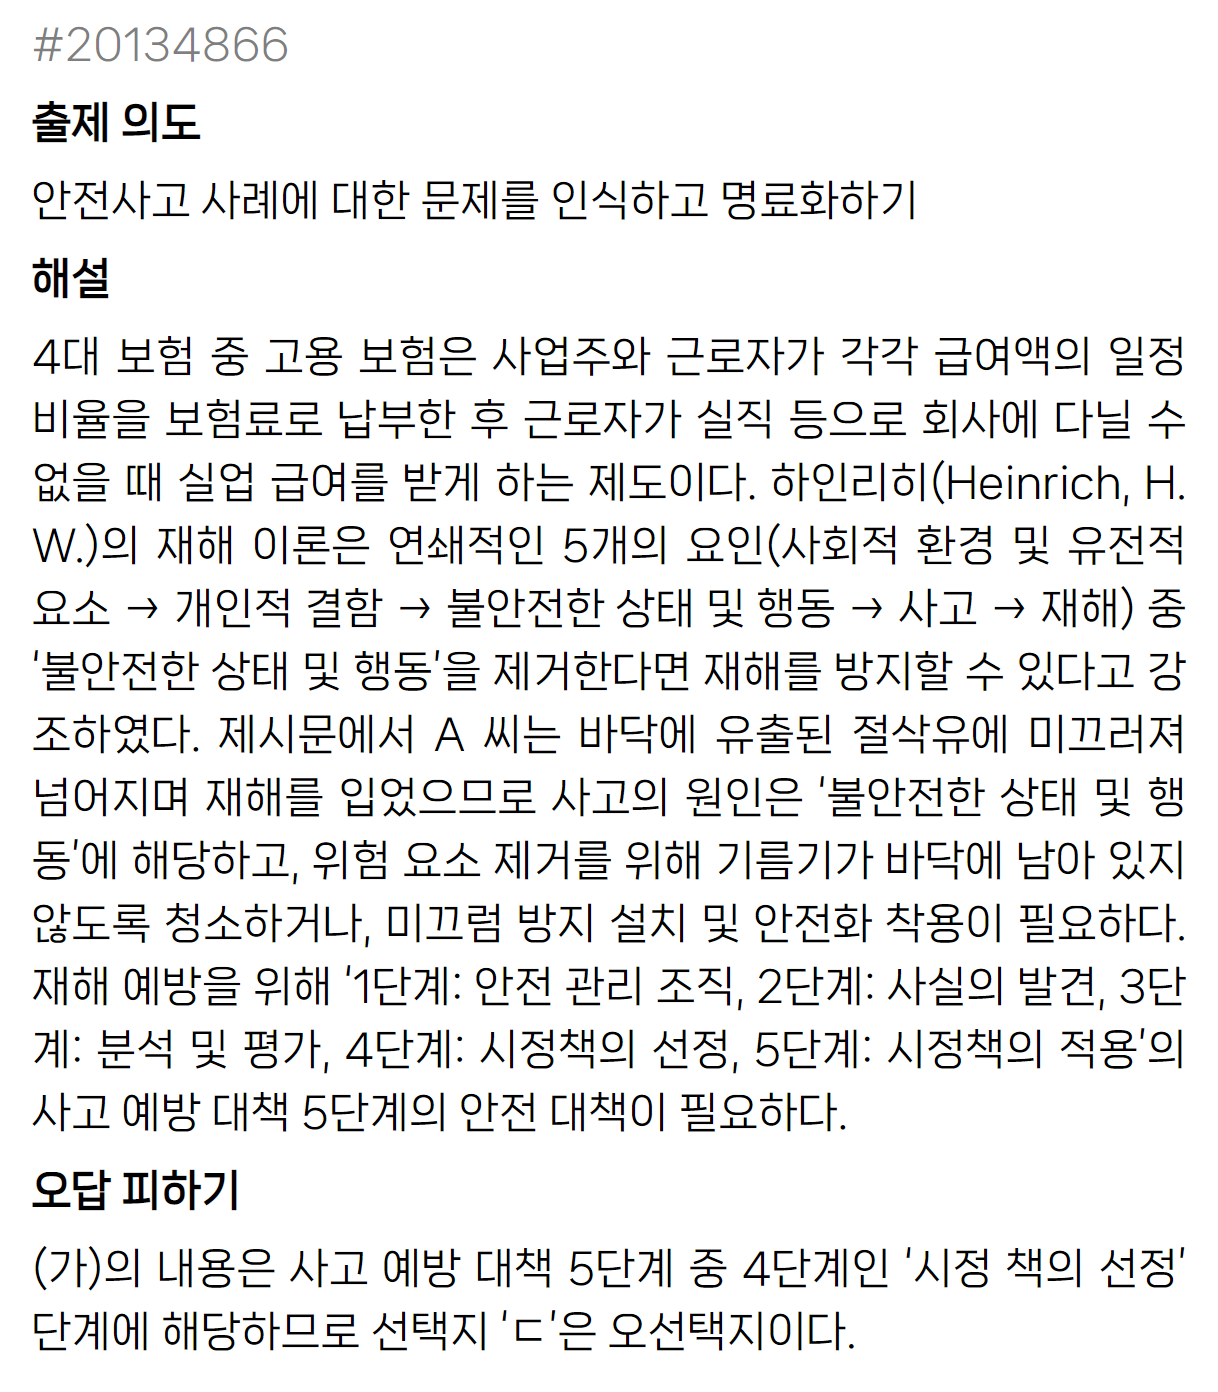 #20134866
출제 의도
안전사고 사례에 대한 문제를 인식하고 명료화하기
해설
4대 보험 중 고용 보험은 사업주와 근로자가 각각 급여액의 일정
비율을 보험료로 납부한 후 근로자가 실직 등으로 회사에 다닐 수
없을 때 실업 급여를 받게 하는 제도이다. 하인리히(Heinrich, H.
W.)의 재해 이론은 연쇄적인 5개의 요인(사회적 환경 및 유전적
요소 → 개인적 결함 → 불안전한 상태 및 행동 → 사고 → 재해) 중
'불안전한 상태 및 행동'을 제거한다면 재해를 방지할 수 있다고 강
조하였다. 제시문에서 A 씨는 바닥에 유출된 절삭유에 미끄러져
넘어지며 재해를 입었으므로 사고의 원인은 '불안전한 상태 및 행
동'에 해당하고, 위험 요소 제거를 위해 기름기가 바닥에 남아 있지
않도록 청소하거나, 미끄럼 방지 설치 및 안전화 착용이 필요하다.
재해 예방을 위해 '1단계: 안전 관리 조직, 2단계: 사실의 발견, 3단
계: 분석 및 평가, 4단계: 시정책의 선정, 5단계: 시정책의 적용'의
사고 예방 대책 5단계의 안전 대책이 필요하다.
오답 피하기
(가)의 내용은 사고 예방 대책 5단계 중 4단계인 '시정 책의 선정'
단계에 해당하므로 선택지 'ㄷ'은 오선택지이다.